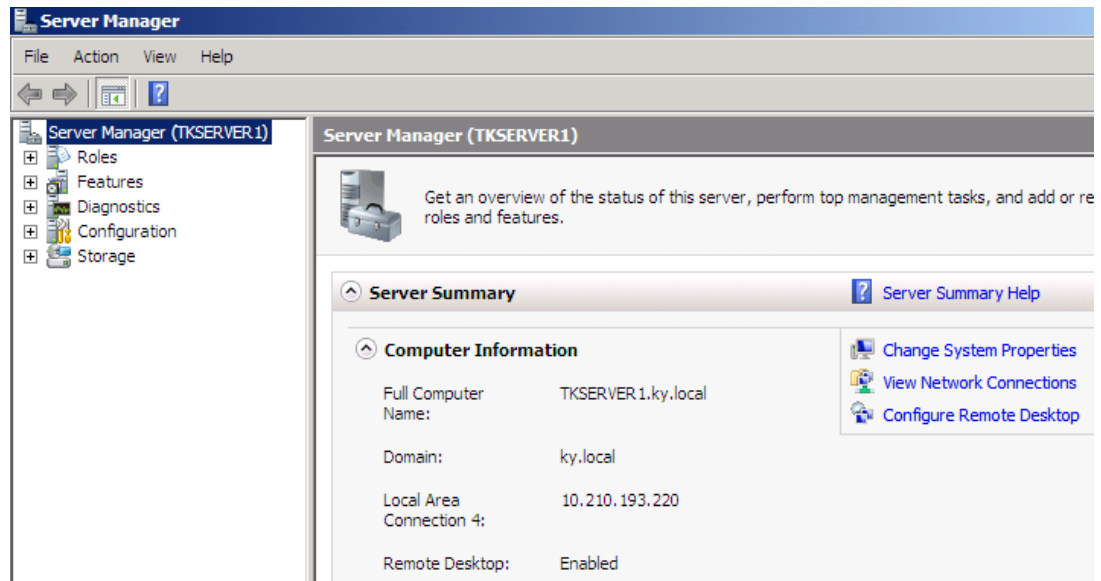 Server Manager
File Action View Help
Server Manager (TKSERVER1)
Roles
Features
Diagnostics
Configuration
Storage
Server Manager (TKSERVER1)
Get an overview of the status of this server, perform top management tasks, and add or re
roles and features.
Server Summary
Server Summary Help
Computer Information
Full Computer
Name:
TKSERVER1.ky.local
Domain:
ky.local
Local Area
Connection 4:
10.210.193.220
Remote Desktop:
Enabled
Change System Properties
View Network Connections
Configure Remote Desktop